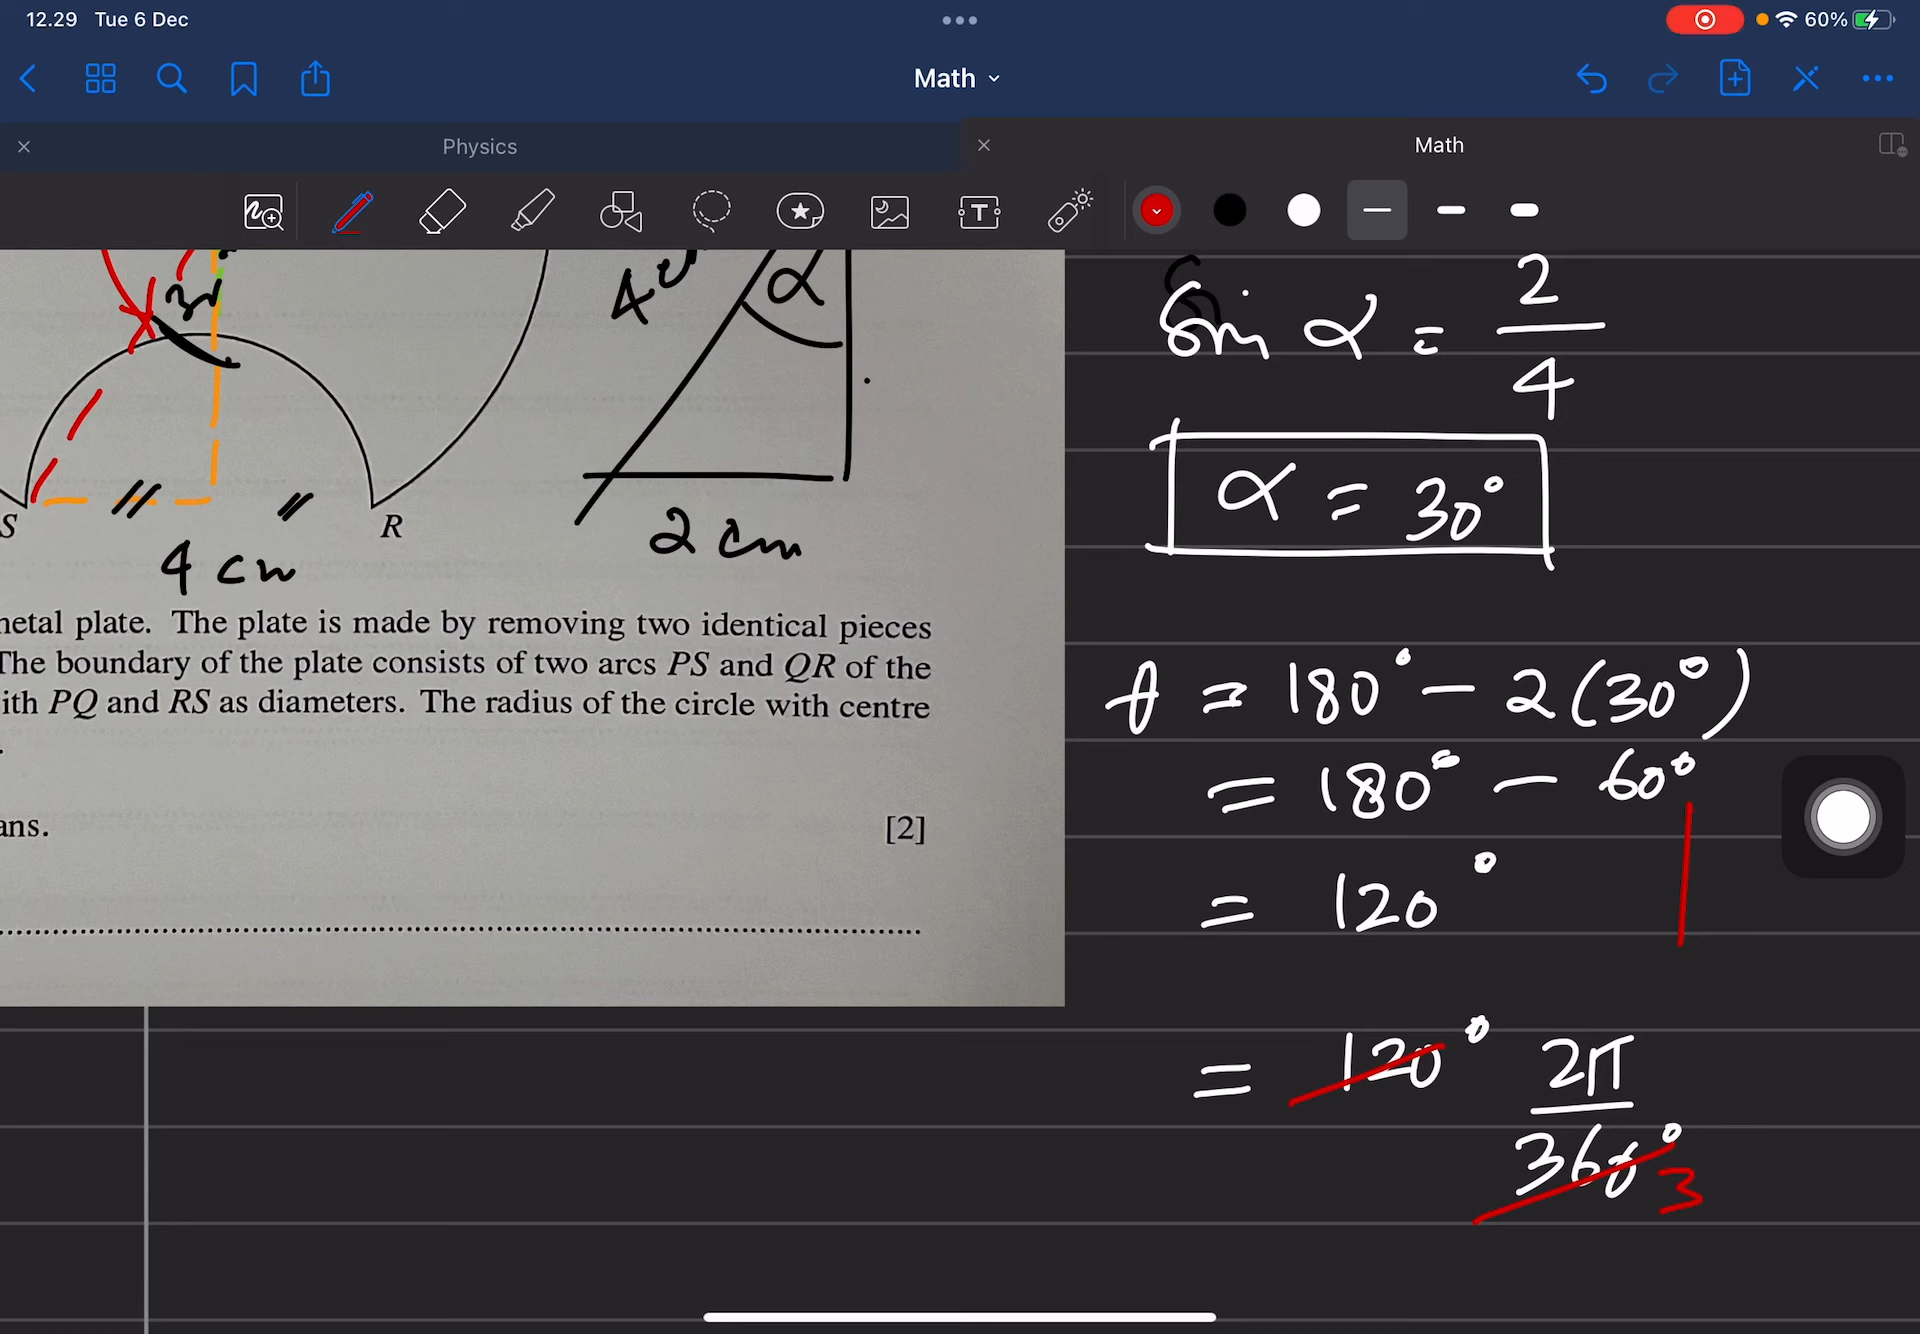 12.29 Tue 6 Dec
60%
Math
Physics
Math
T
4
α
S
R
4 cm
2 cm
metal plate. The plate is made by removing two identical pieces
The boundary of the plate consists of two arcs PS and QR of the
ith PQ and RS as diameters. The radius of the circle with centre
ans.
[2]
Sin α = 2/4
α = 30°
θ = 180° - 2(30°)
= 180° - 60°
= 120°
= 120° 2π/360° 3